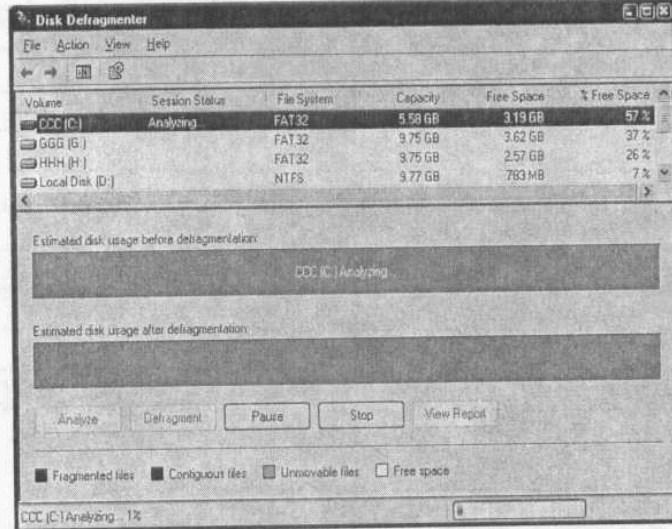 Disk Defragmenter
File Action View Help
Volume Session Status File System Capacity Free Space % Free Space
CCC (C:) Analyzing... FAT32 5.58 GB 3.19 GB 57 %
GGG (G:) FAT32 9.75 GB 3.62 GB 37 %
HHH (H:) FAT32 9.75 GB 2.57 GB 26 %
Local Disk (D:) NTFS 9.77 GB 783 MB 7 %
Estimated disk usage before defragmentation:
CCC (C:) Analyzing...
Estimated disk usage after defragmentation:
Analyze Defragment Pause Stop View Report
Fragmented files Contiguous files Unmovable files Free space
CCC (C:) Analyzing... 1%